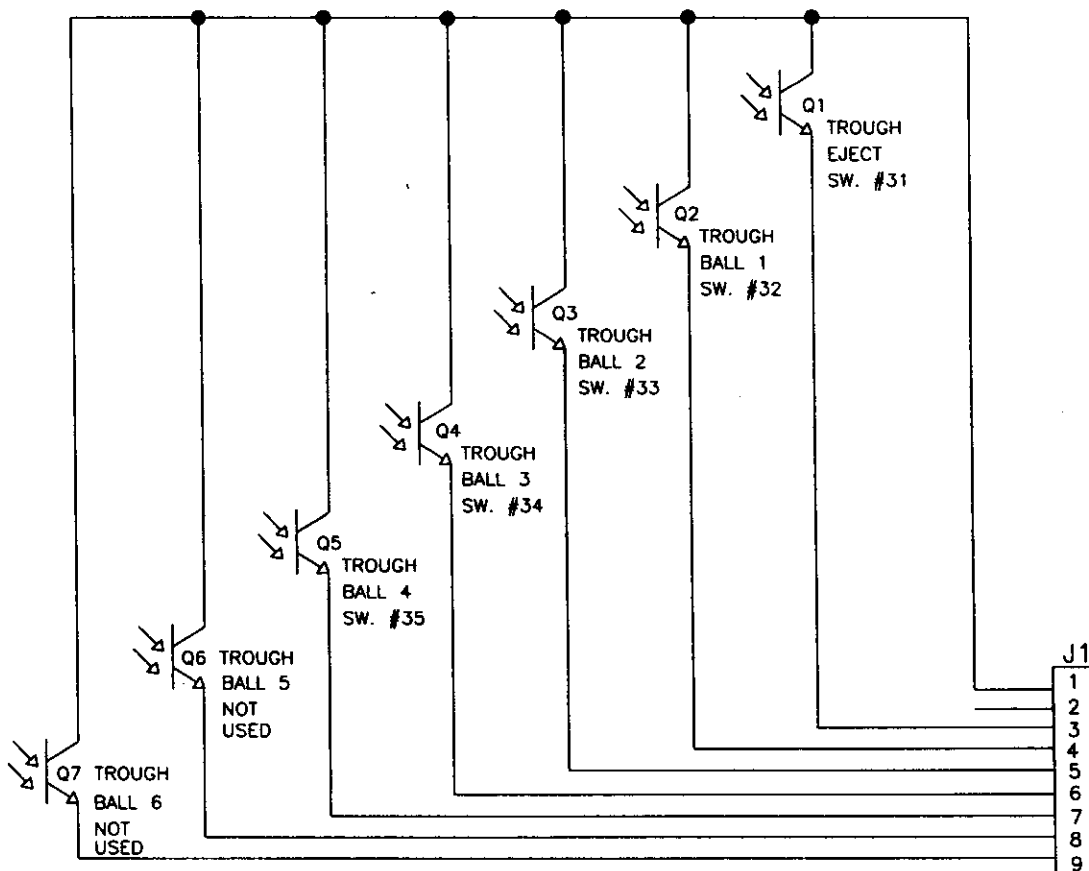 Q1
TROUGH
EJECT
SW. #31
Q2
TROUGH
BALL 1
SW. #32
Q3
TROUGH
BALL 2
SW. #33
Q4
TROUGH
BALL 3
SW. #34
Q5
TROUGH
BALL 4
SW. #35
Q6 TROUGH
BALL 5
NOT
USED
Q7 TROUGH
BALL 6
NOT
USED
J1
1
2
3
4
5
6
7
8
9